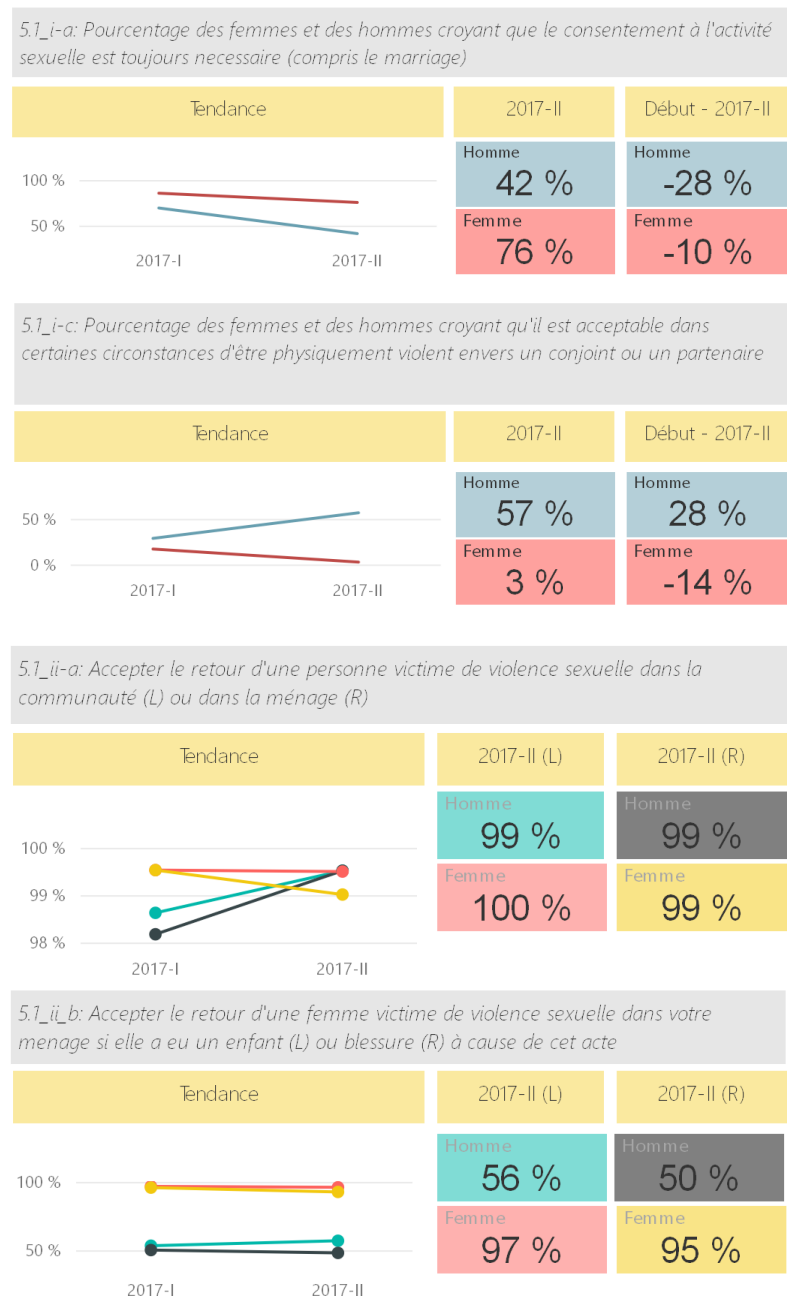 5.1_i-a: Pourcentage des femmes et des hommes croyant que le consentement à l'activité
sexuelle est toujours necessaire (compris le marriage)
Tendance
2017-II
Début - 2017-II
100 %
50 %
2017-I
2017-II
Homme
42 %
Homme
-28 %
Femme
76 %
Femme
-10 %
5.1_i-c: Pourcentage des femmes et des hommes croyant qu'il est acceptable dans
certaines circonstances d'être physiquement violent envers un conjoint ou un partenaire
Tendance
2017-II
Début - 2017-II
50 %
0 %
2017-I
2017-II
Homme
57 %
Homme
28 %
Femme
3 %
Femme
-14 %
5.1_ii-a: Accepter le retour d'une personne victime de violence sexuelle dans la
communauté (L) ou dans la ménage (R)
Tendance
2017-II (L)
2017-II (R)
100 %
99 %
98 %
2017-I
2017-II
Homme
99 %
Homme
99 %
Femme
100 %
Femme
99 %
5.1_ii_b: Accepter le retour d'une femme victime de violence sexuelle dans votre
menage si elle a eu un enfant (L) ou blessure (R) à cause de cet acte
Tendance
2017-II (L)
2017-II (R)
100 %
50 %
2017-I
2017-II
Homme
56 %
Homme
50 %
Femme
97 %
Femme
95 %